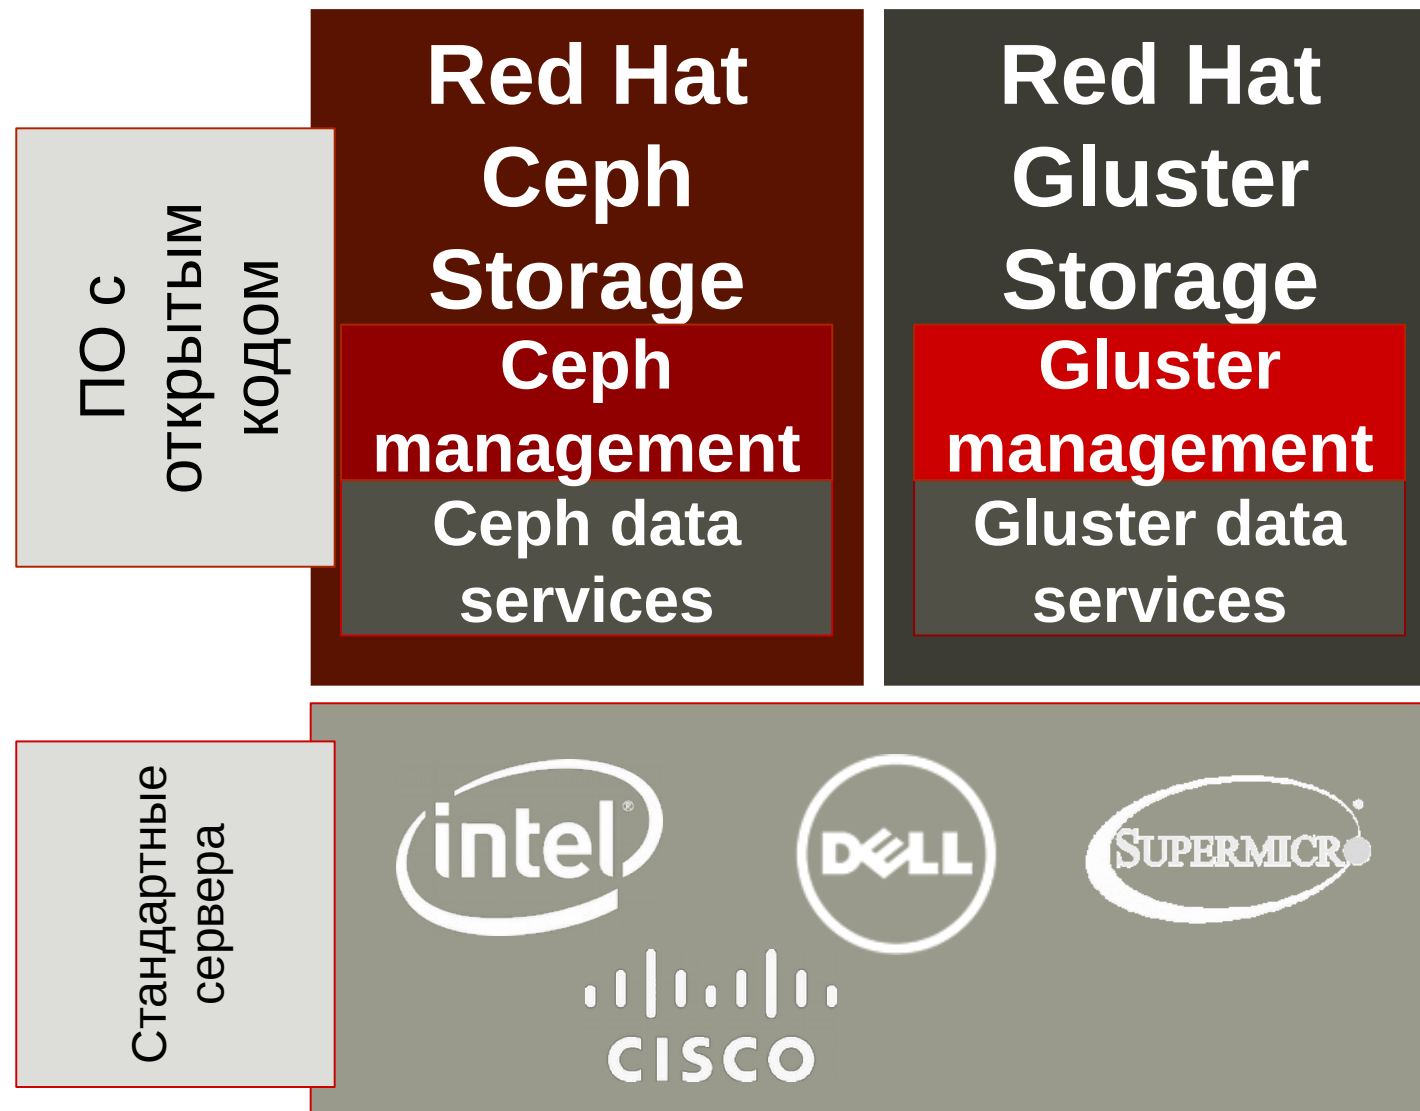 Red Hat
Ceph
Storage
Ceph
management
Ceph data
services
Red Hat
Gluster
Storage
Gluster
management
Gluster data
services
ПО с
открытым
кодом
Стандартные
сервера
intel®
DELL
SUPERMICRO
CISCO